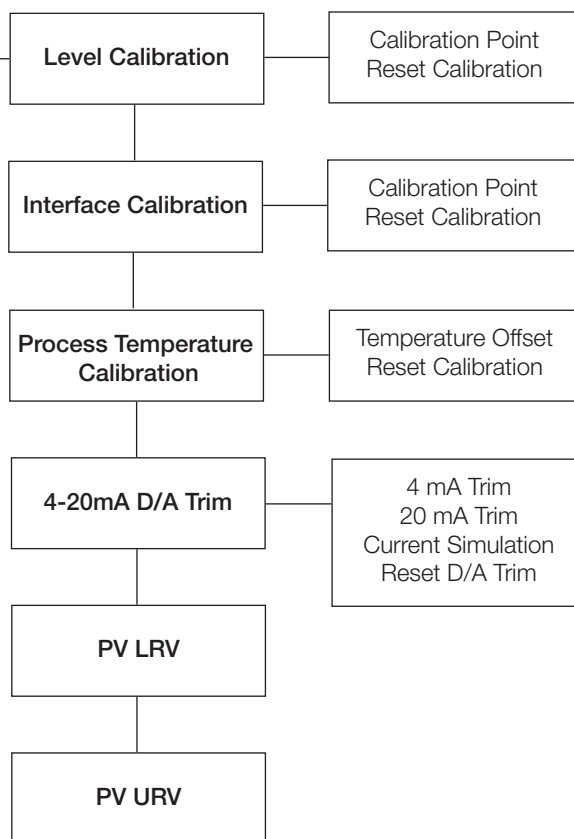 Level Calibration
Calibration Point
Reset Calibration
Interface Calibration
Calibration Point
Reset Calibration
Process Temperature
Calibration
Temperature Offset
Reset Calibration
4-20mA D/A Trim
4 mA Trim
20 mA Trim
Current Simulation
Reset D/A Trim
PV LRV
PV URV